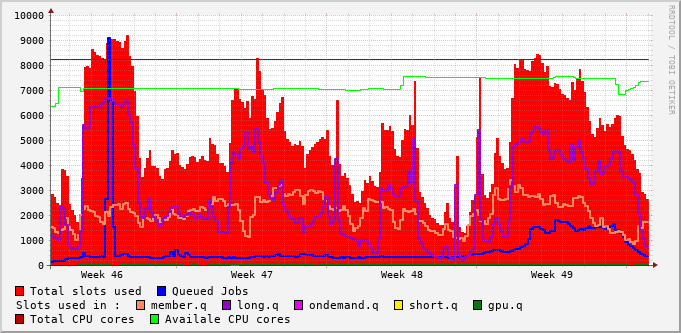 10000
9000
8000
7000
6000
5000
4000
3000
2000
1000
0
Week 46 Week 47 Week 48 Week 49
Total slots used Queued Jobs
Slots used in : member.q long.q ondemand.q short.q gpu.q
Total CPU cores Availale CPU cores
RRDTOOL / TOBI OETIKER